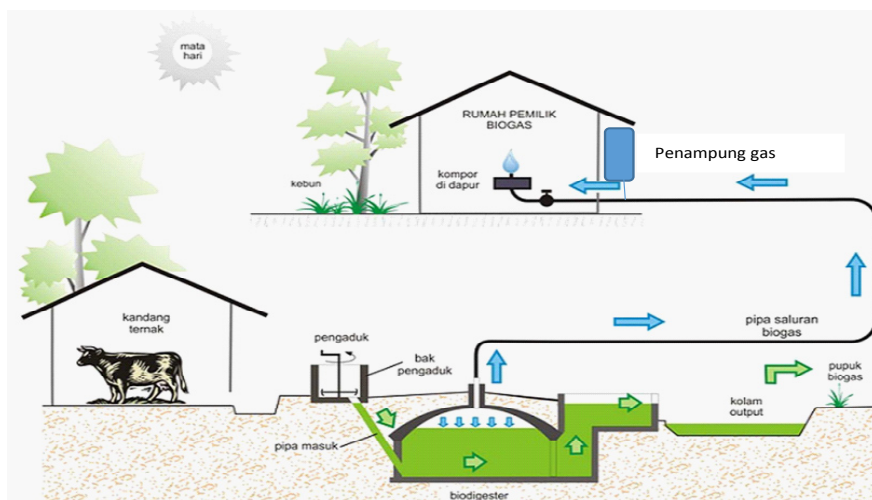 mata
hari
RUMAH PEMILIK
BIOGAS
Penampung gas
kompor
di dapur
kebun
kandang
ternak
pengaduk
bak
pengaduk
pipa saluran
biogas
pupuk
biogas
kolam
output
pipa masuk
biodigester